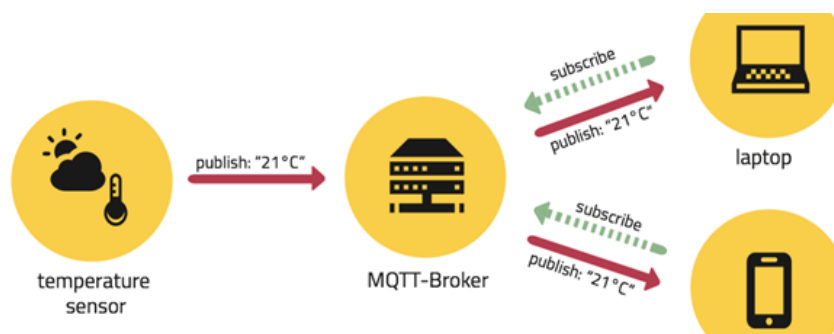 temperature
sensor
publish: "21°C"
MQTT-Broker
subscribe
publish: "21°C"
laptop
subscribe
publish: "21°C"